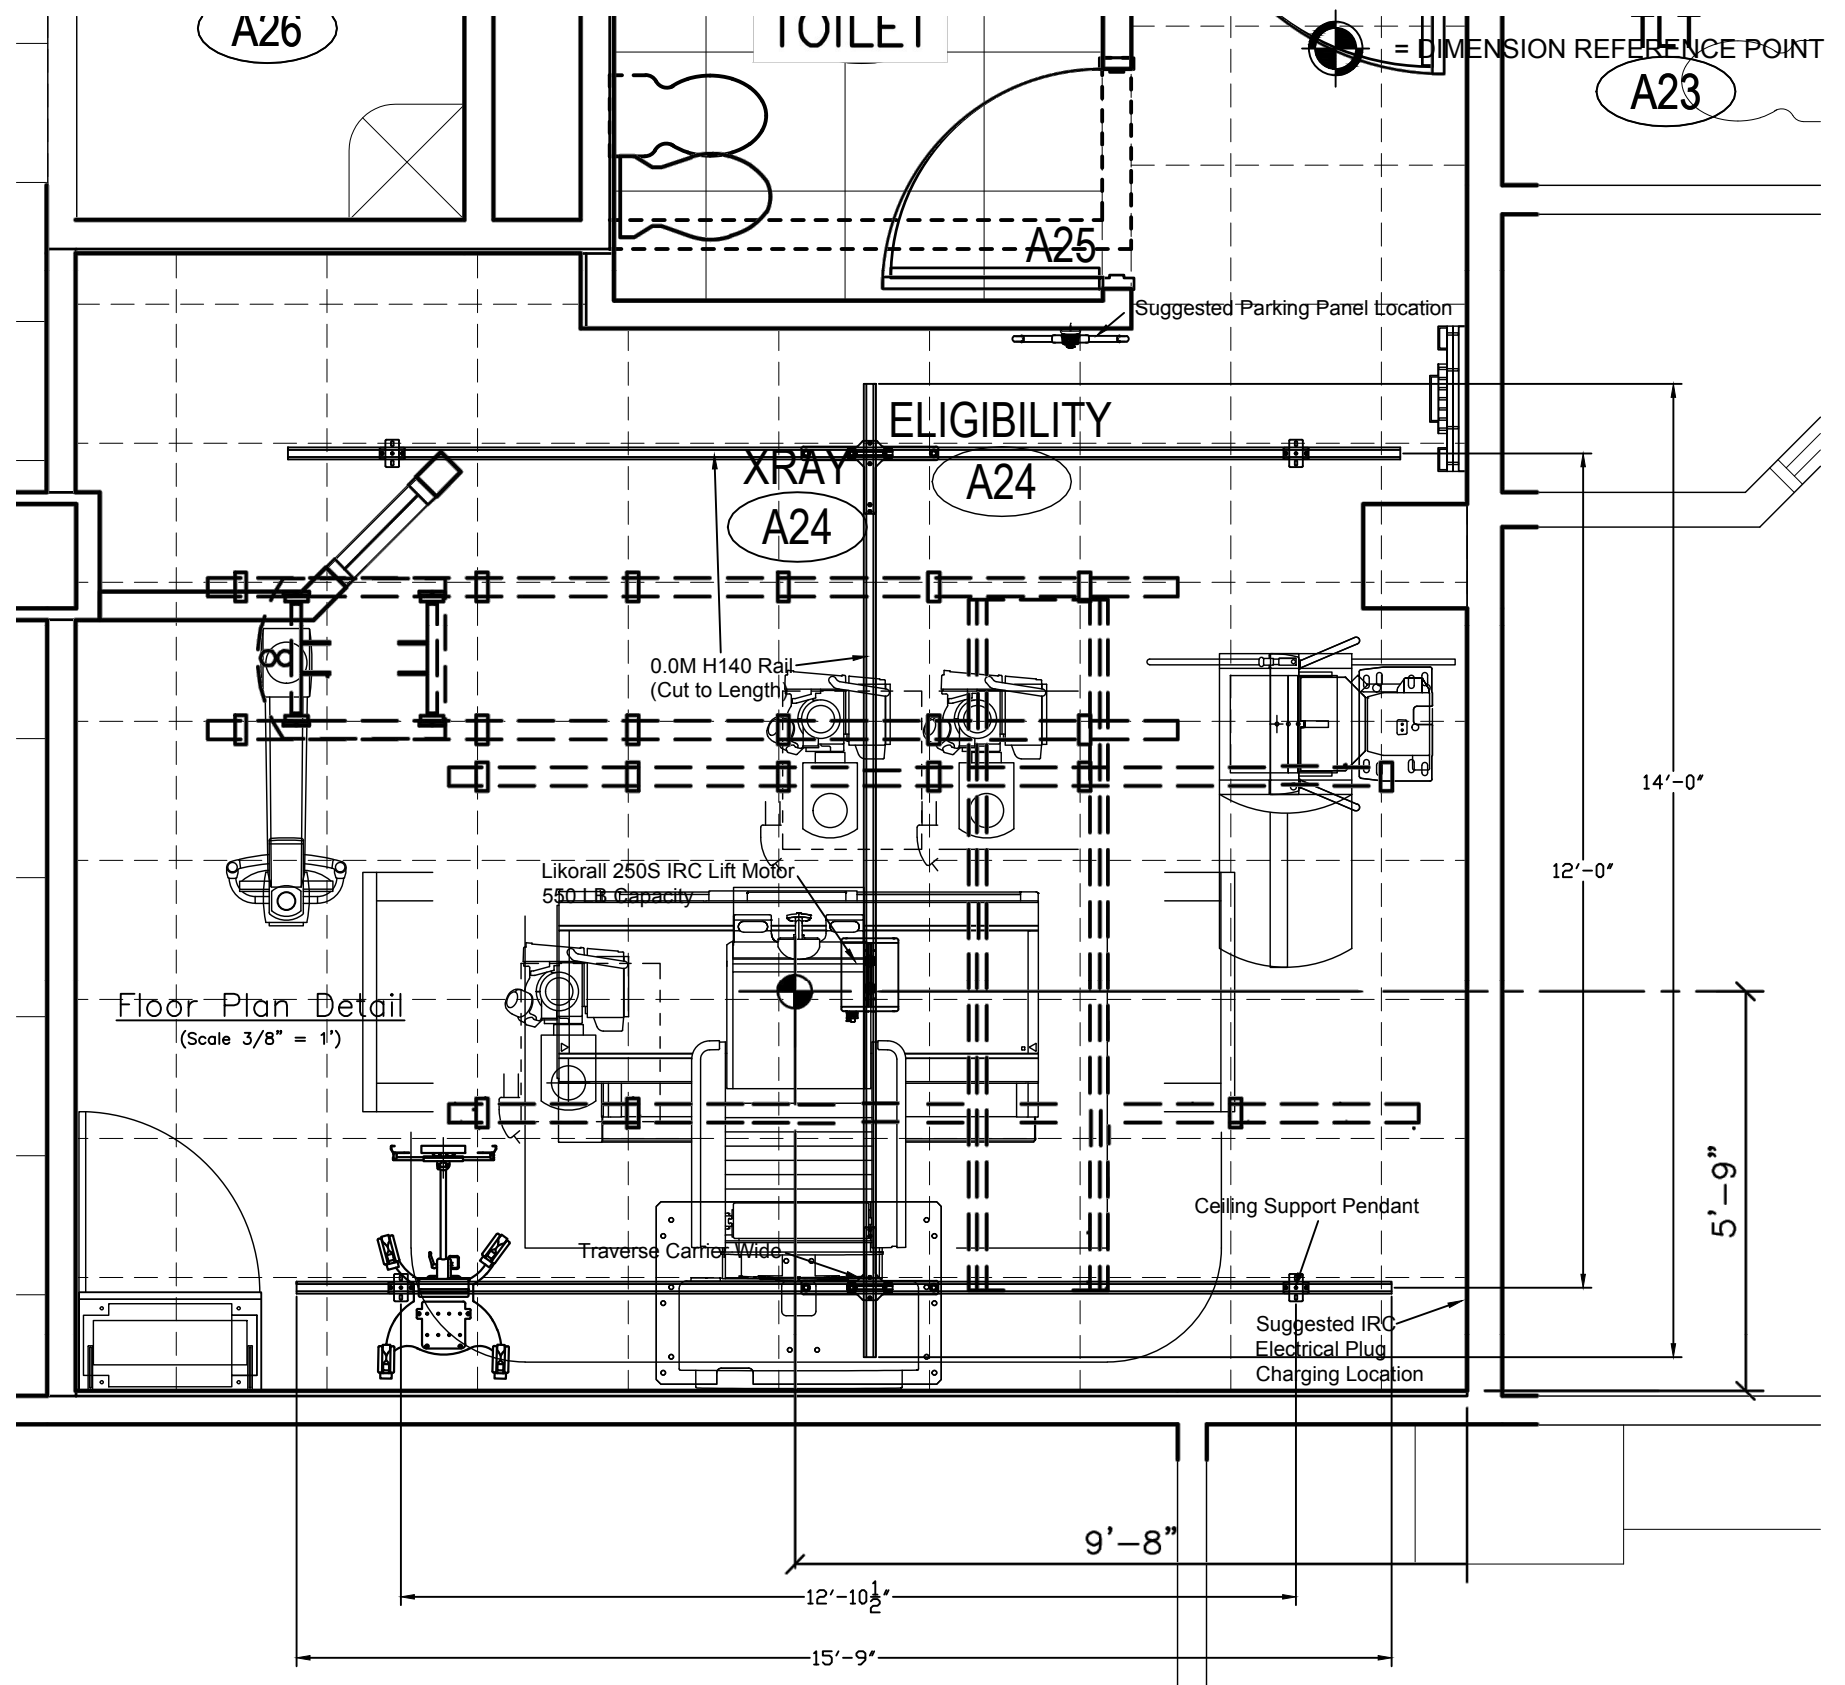 A26
TOILET
= DIMENSION REFERENCE POINT
TLT
A23
A25
Suggested Parking Panel Location
ELIGIBILITY
A24
XRAY
A24
8
0.0M H140 Rail
(Cut to Length)
14'-0"
12'-0"
Likorall 250S IRC Lift Motor
550 LB Capacity
Floor Plan Detail
(Scale 3/8" = 1')
5'-9"
Ceiling Support Pendant
Traverse Carrier Wide
Suggested IRC
Electrical Plug
Charging Location
9'-8"
12'-10½"
15'-9"